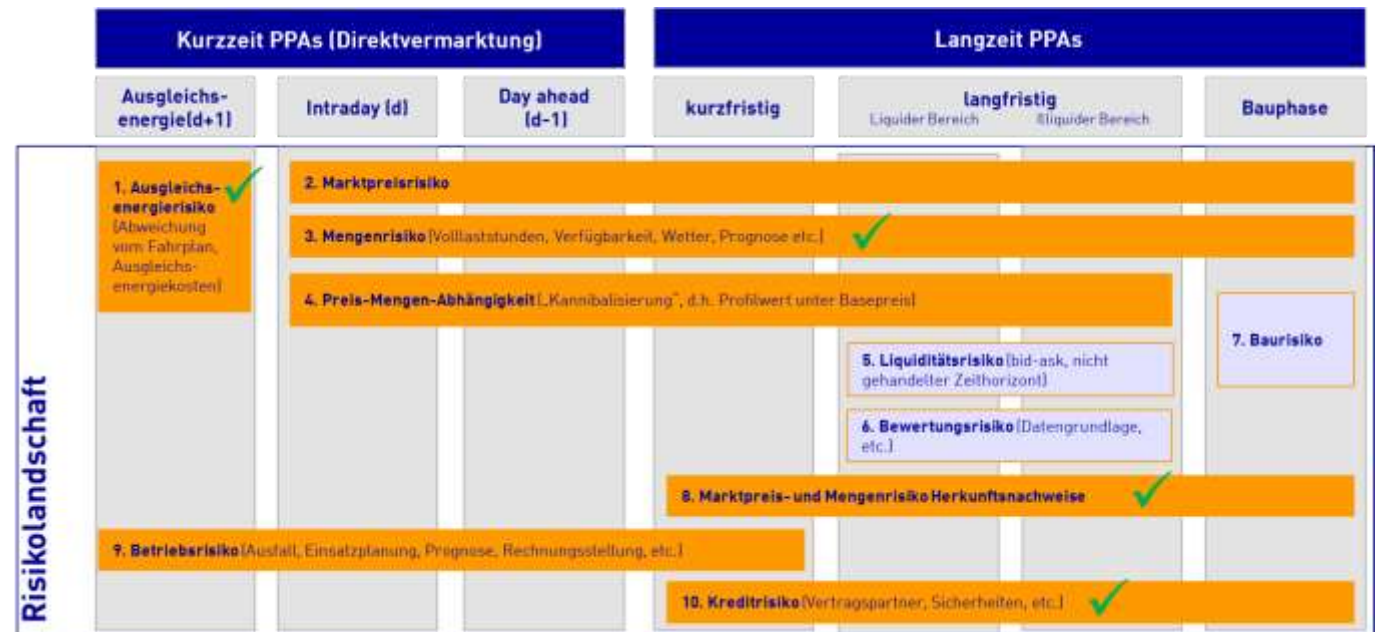 Kurzzeit PPAs (Direktvermarktung)
Langzeit PPAs
Ausgleichs-
energie(d+1)
Intraday (d)
Day ahead
(d-1)
kurzfristig
langfristig
Liquider Bereich
Illiquider Bereich
Bauphase
Risikolandschaft
1. Ausgleichs-
energierisiko
(Abweichung
vom Fahrplan,
Ausgleichs-
energiekosten)
2. Marktpreisrisiko
3. Mengenrisiko (Volllaststunden, Verfügbarkeit, Wetter, Prognose etc.)
4. Preis-Mengen-Abhängigkeit („Kannibalisierung", d.h. Profilwert unter Basepreis)
5. Liquiditätsrisiko (bid-ask, nicht
gehandelter Zeithorizont)
6. Bewertungsrisiko (Datengrundlage,
etc.)
7. Baurisiko
8. Marktpreis- und Mengenrisiko Herkunftsnachweise
9. Betriebsrisiko (Ausfall, Einsatzplanung, Prognose, Rechnungsstellung, etc.)
10. Kreditrisiko (Vertragspartner, Sicherheiten, etc.)